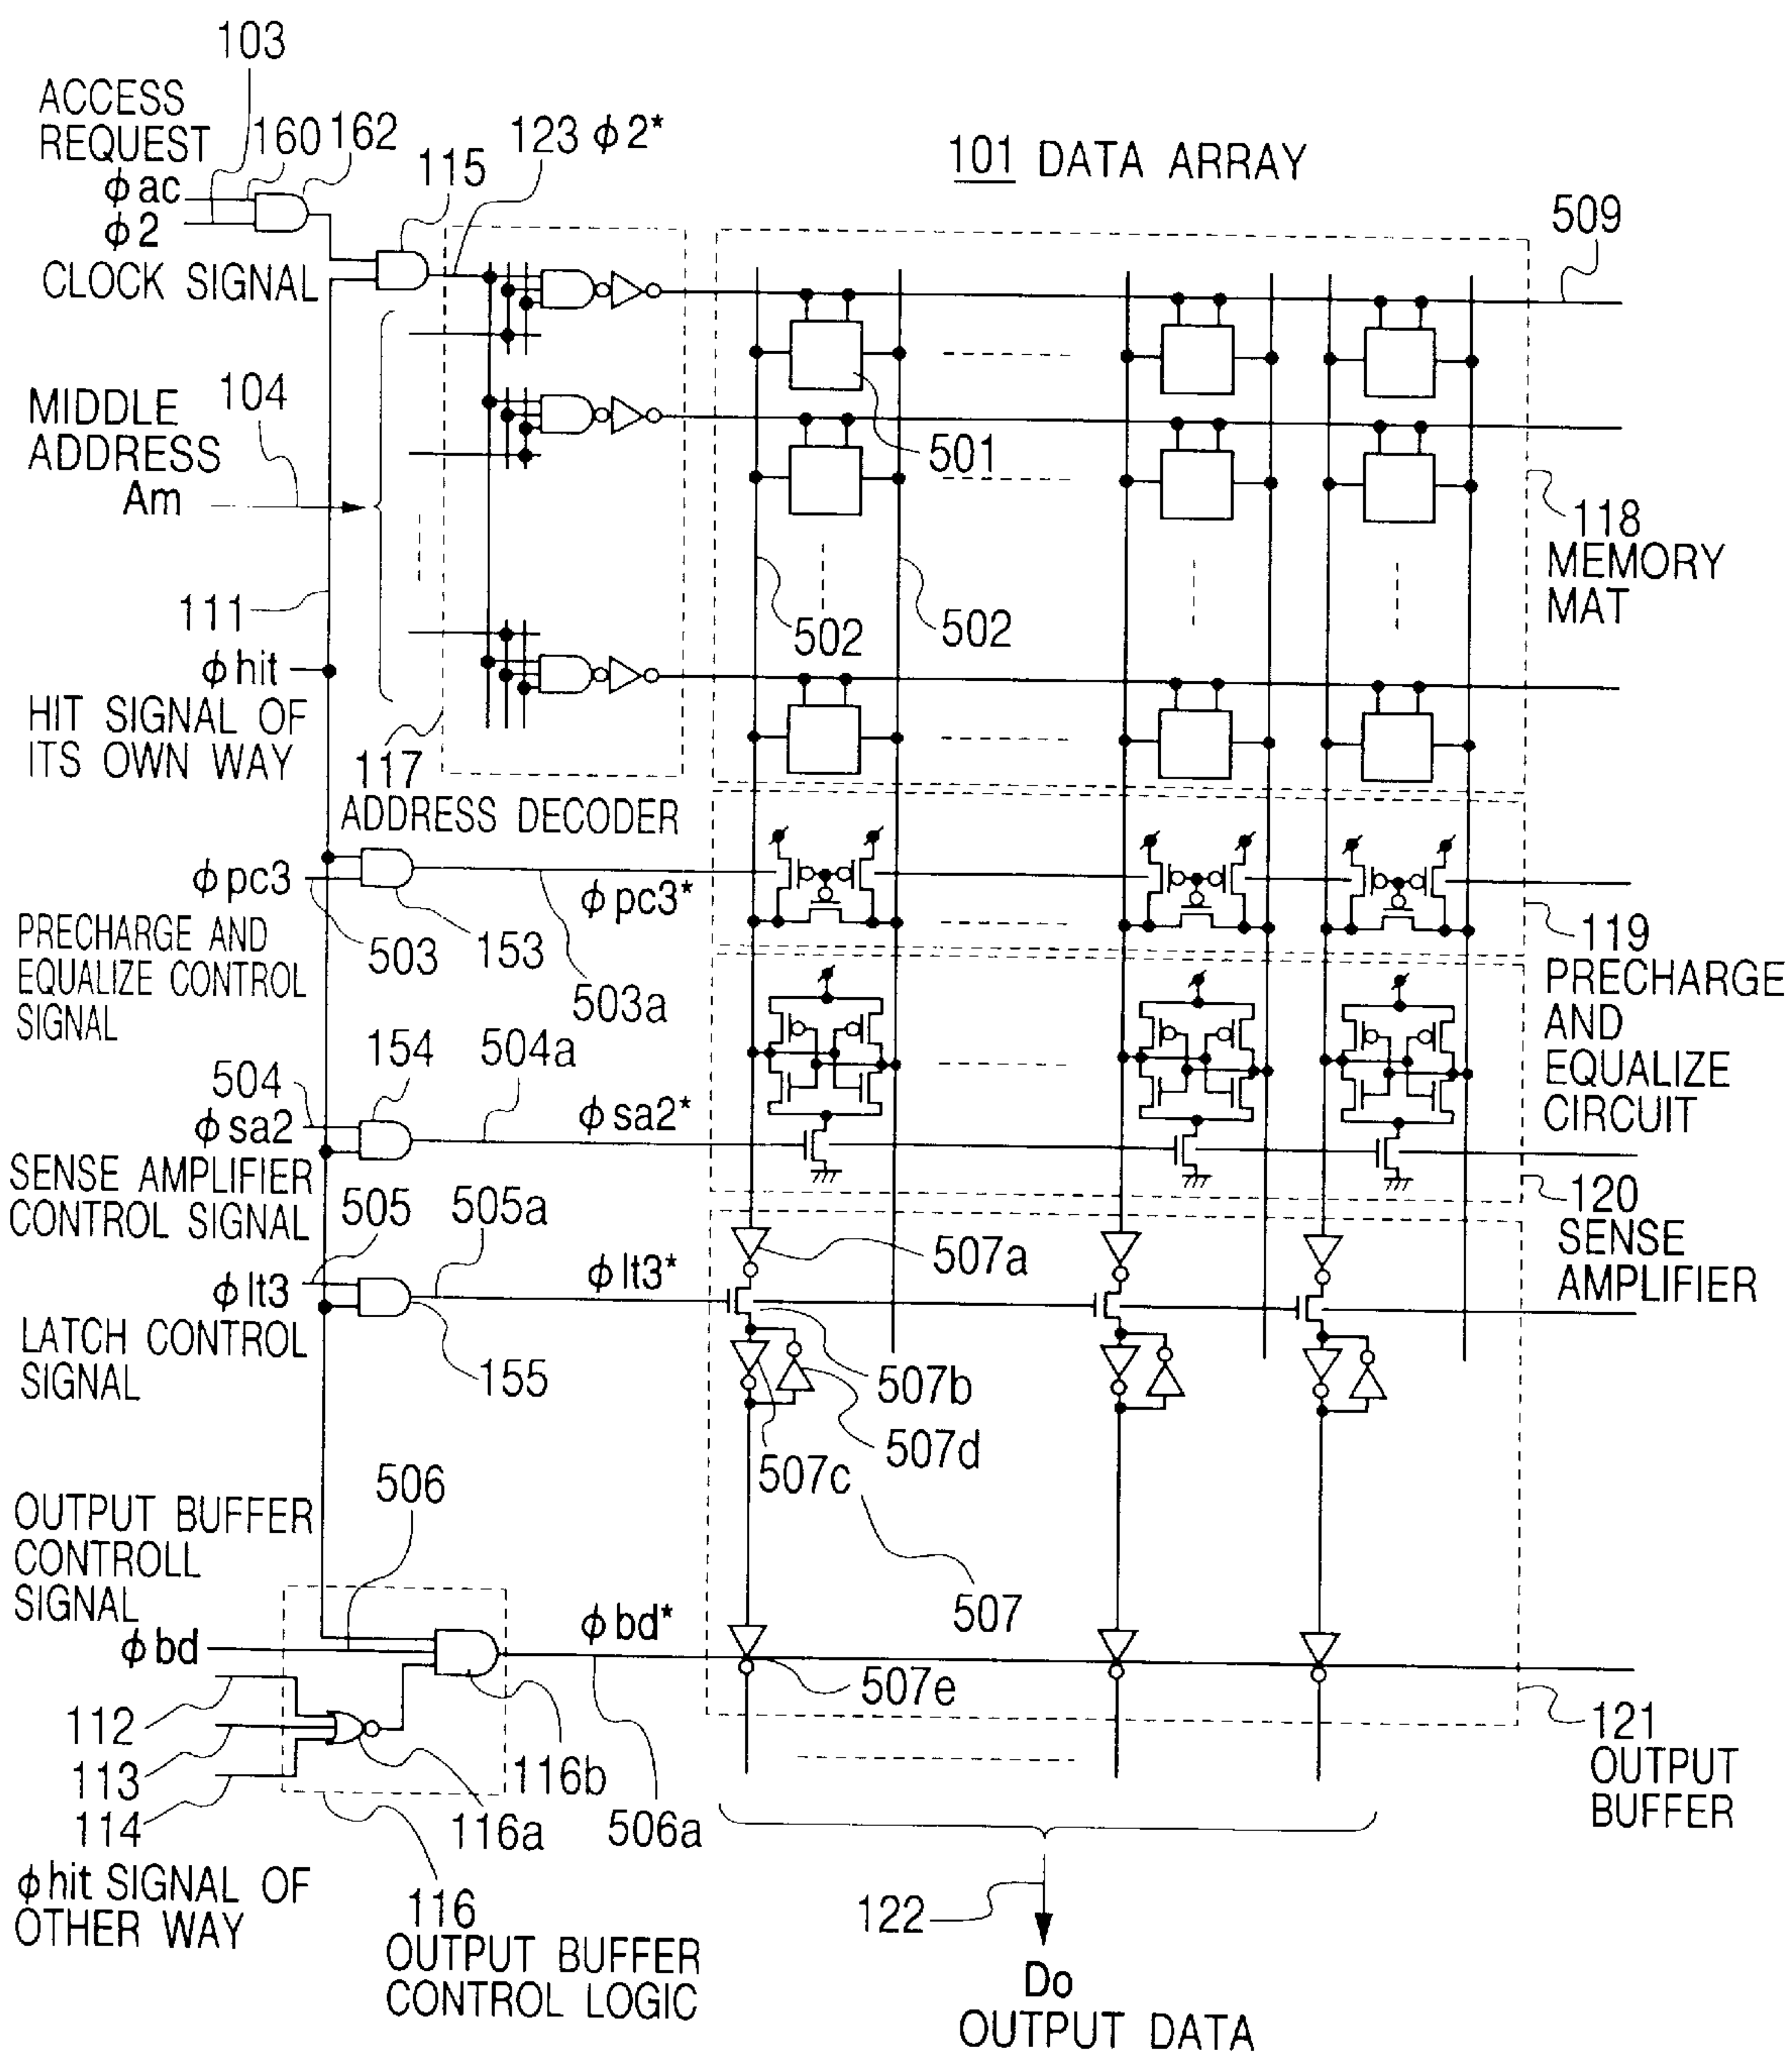 103
ACCESS
REQUEST
160
162
123 ϕ2*
115
101 DATA ARRAY
ϕac
ϕ2
509
CLOCK SIGNAL
MIDDLE
ADDRESS
Am
104
501
118
MEMORY
MAT
111
502
502
ϕhit
HIT SIGNAL OF
ITS OWN WAY
117
ADDRESS DECODER
ϕpc3
ϕpc3*
PRECHARGE AND
EQUALIZE CONTROL
SIGNAL
503
153
503a
119
PRECHARGE
AND
EQUALIZE
CIRCUIT
504
154
504a
ϕsa2
ϕsa2*
SENSE AMPLIFIER
CONTROL SIGNAL
120
SENSE
AMPLIFIER
505
505a
507a
ϕlt3
ϕlt3*
LATCH CONTROL
SIGNAL
155
507b
507d
507c
506
OUTPUT BUFFER
CONTROLL
SIGNAL
507
ϕbd
ϕbd*
507e
112
113
114
116b
116a
506a
121
OUTPUT
BUFFER
ϕhit SIGNAL OF
OTHER WAY
116
OUTPUT BUFFER
CONTROL LOGIC
122
Do
OUTPUT DATA